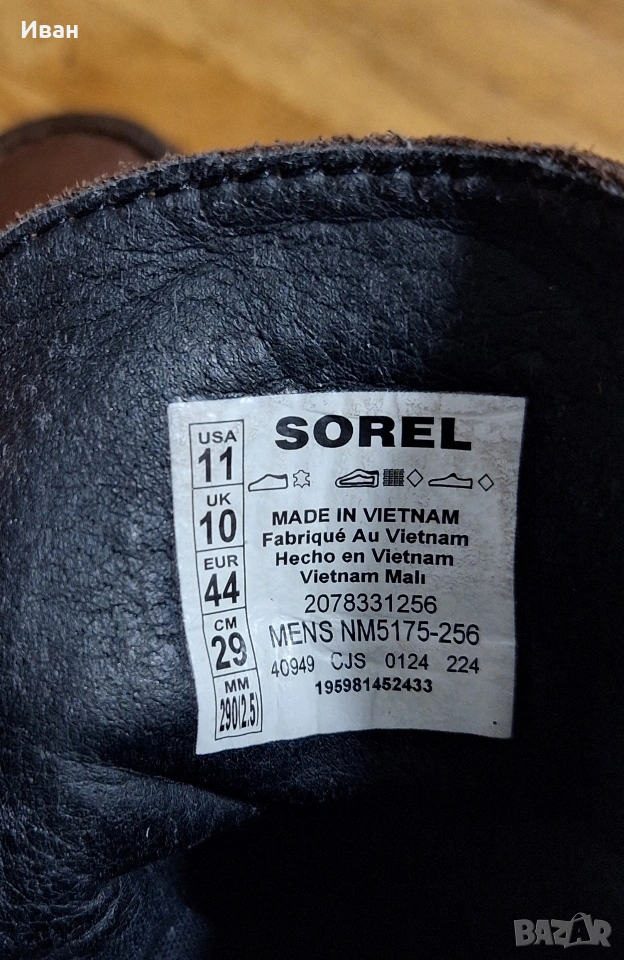 Иван
SOREL
USA
11
UK
10
EUR
44
CM
29
MM
290(2.5)
MADE IN VIETNAM
Fabriqué Au Vietnam
Hecho en Vietnam
Vietnam Malı
2078331256
MENS NM5175-256
40949 CJS 0124 224
195981452433
BAZAR